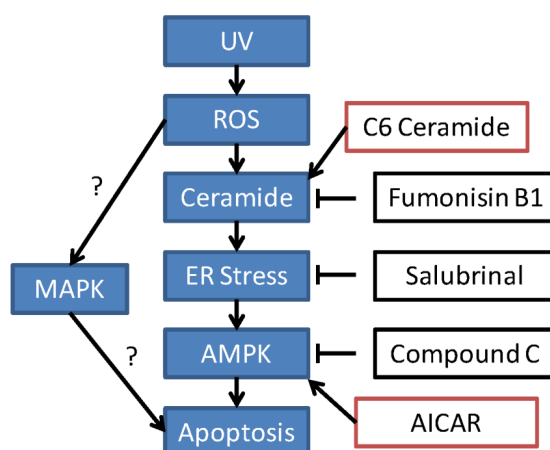 UV
ROS
C6 Ceramide
?
Ceramide
Fumonisin B1
MAPK
ER Stress
Salubrinal
?
AMPK
Compound C
Apoptosis
AICAR